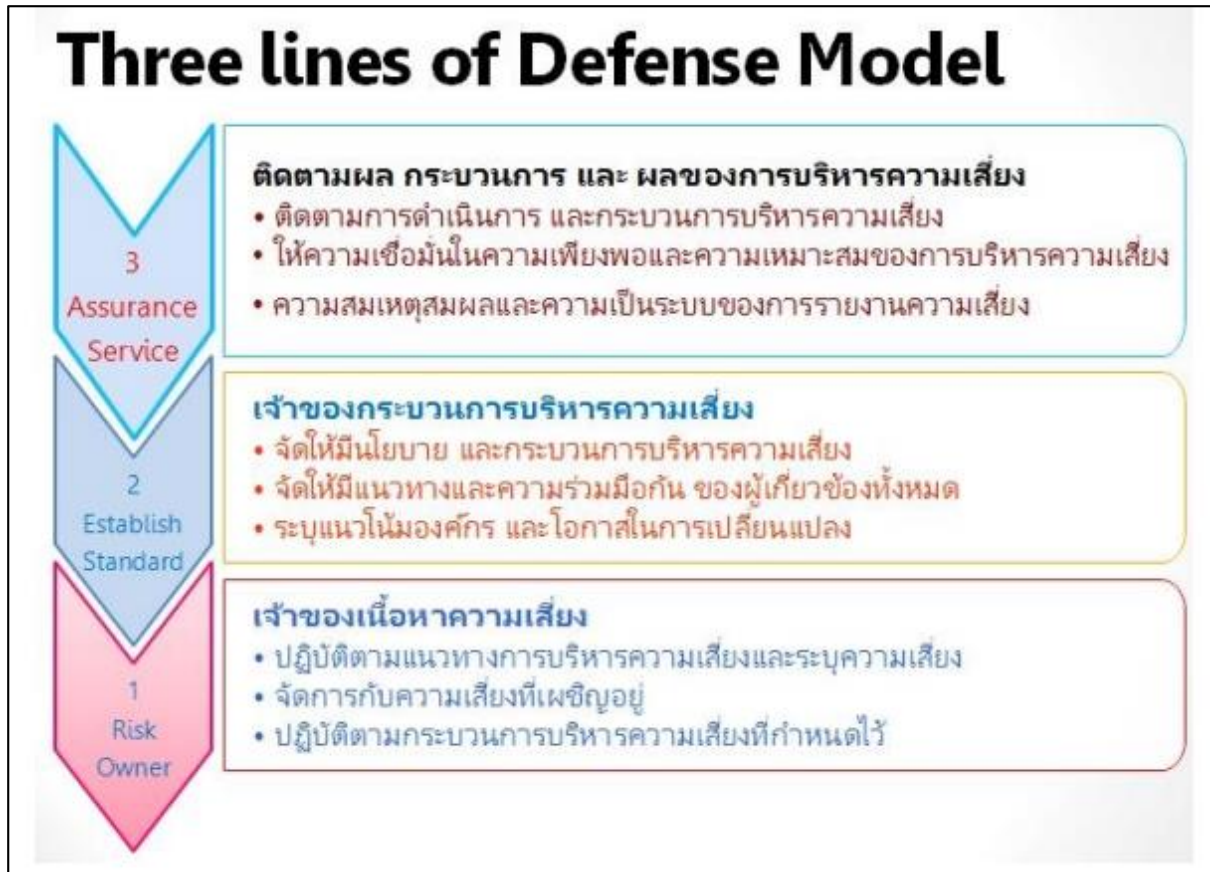 Three lines of Defense Model
3
Assurance
Service
ติดตามผล กระบวนการ และ ผลของการบริหารความเสี่ยง
• ติดตามการดำเนินการ และกระบวนการบริหารความเสี่ยง
• ให้ความเชื่อมั่นในความเพียงพอและความเหมาะสมของการบริหารความเสี่ยง
• ความสมเหตุสมผลและความเป็นระบบของการรายงานความเสี่ยง
2
Establish
Standard
เจ้าของกระบวนการบริหารความเสี่ยง
• จัดให้มีนโยบาย และกระบวนการบริหารความเสี่ยง
• จัดให้มีแนวทางและความร่วมมือกัน ของผู้เกี่ยวข้องทั้งหมด
• ระบุแนวโน้มองค์กร และโอกาสในการเปลี่ยนแปลง
1
Risk
Owner
เจ้าของเนื้อหาความเสี่ยง
• ปฏิบัติตามแนวทางการบริหารความเสี่ยงและระบุความเสี่ยง
• จัดการกับความเสี่ยงที่เผชิญอยู่
• ปฏิบัติตามกระบวนการบริหารความเสี่ยงที่กำหนดไว้